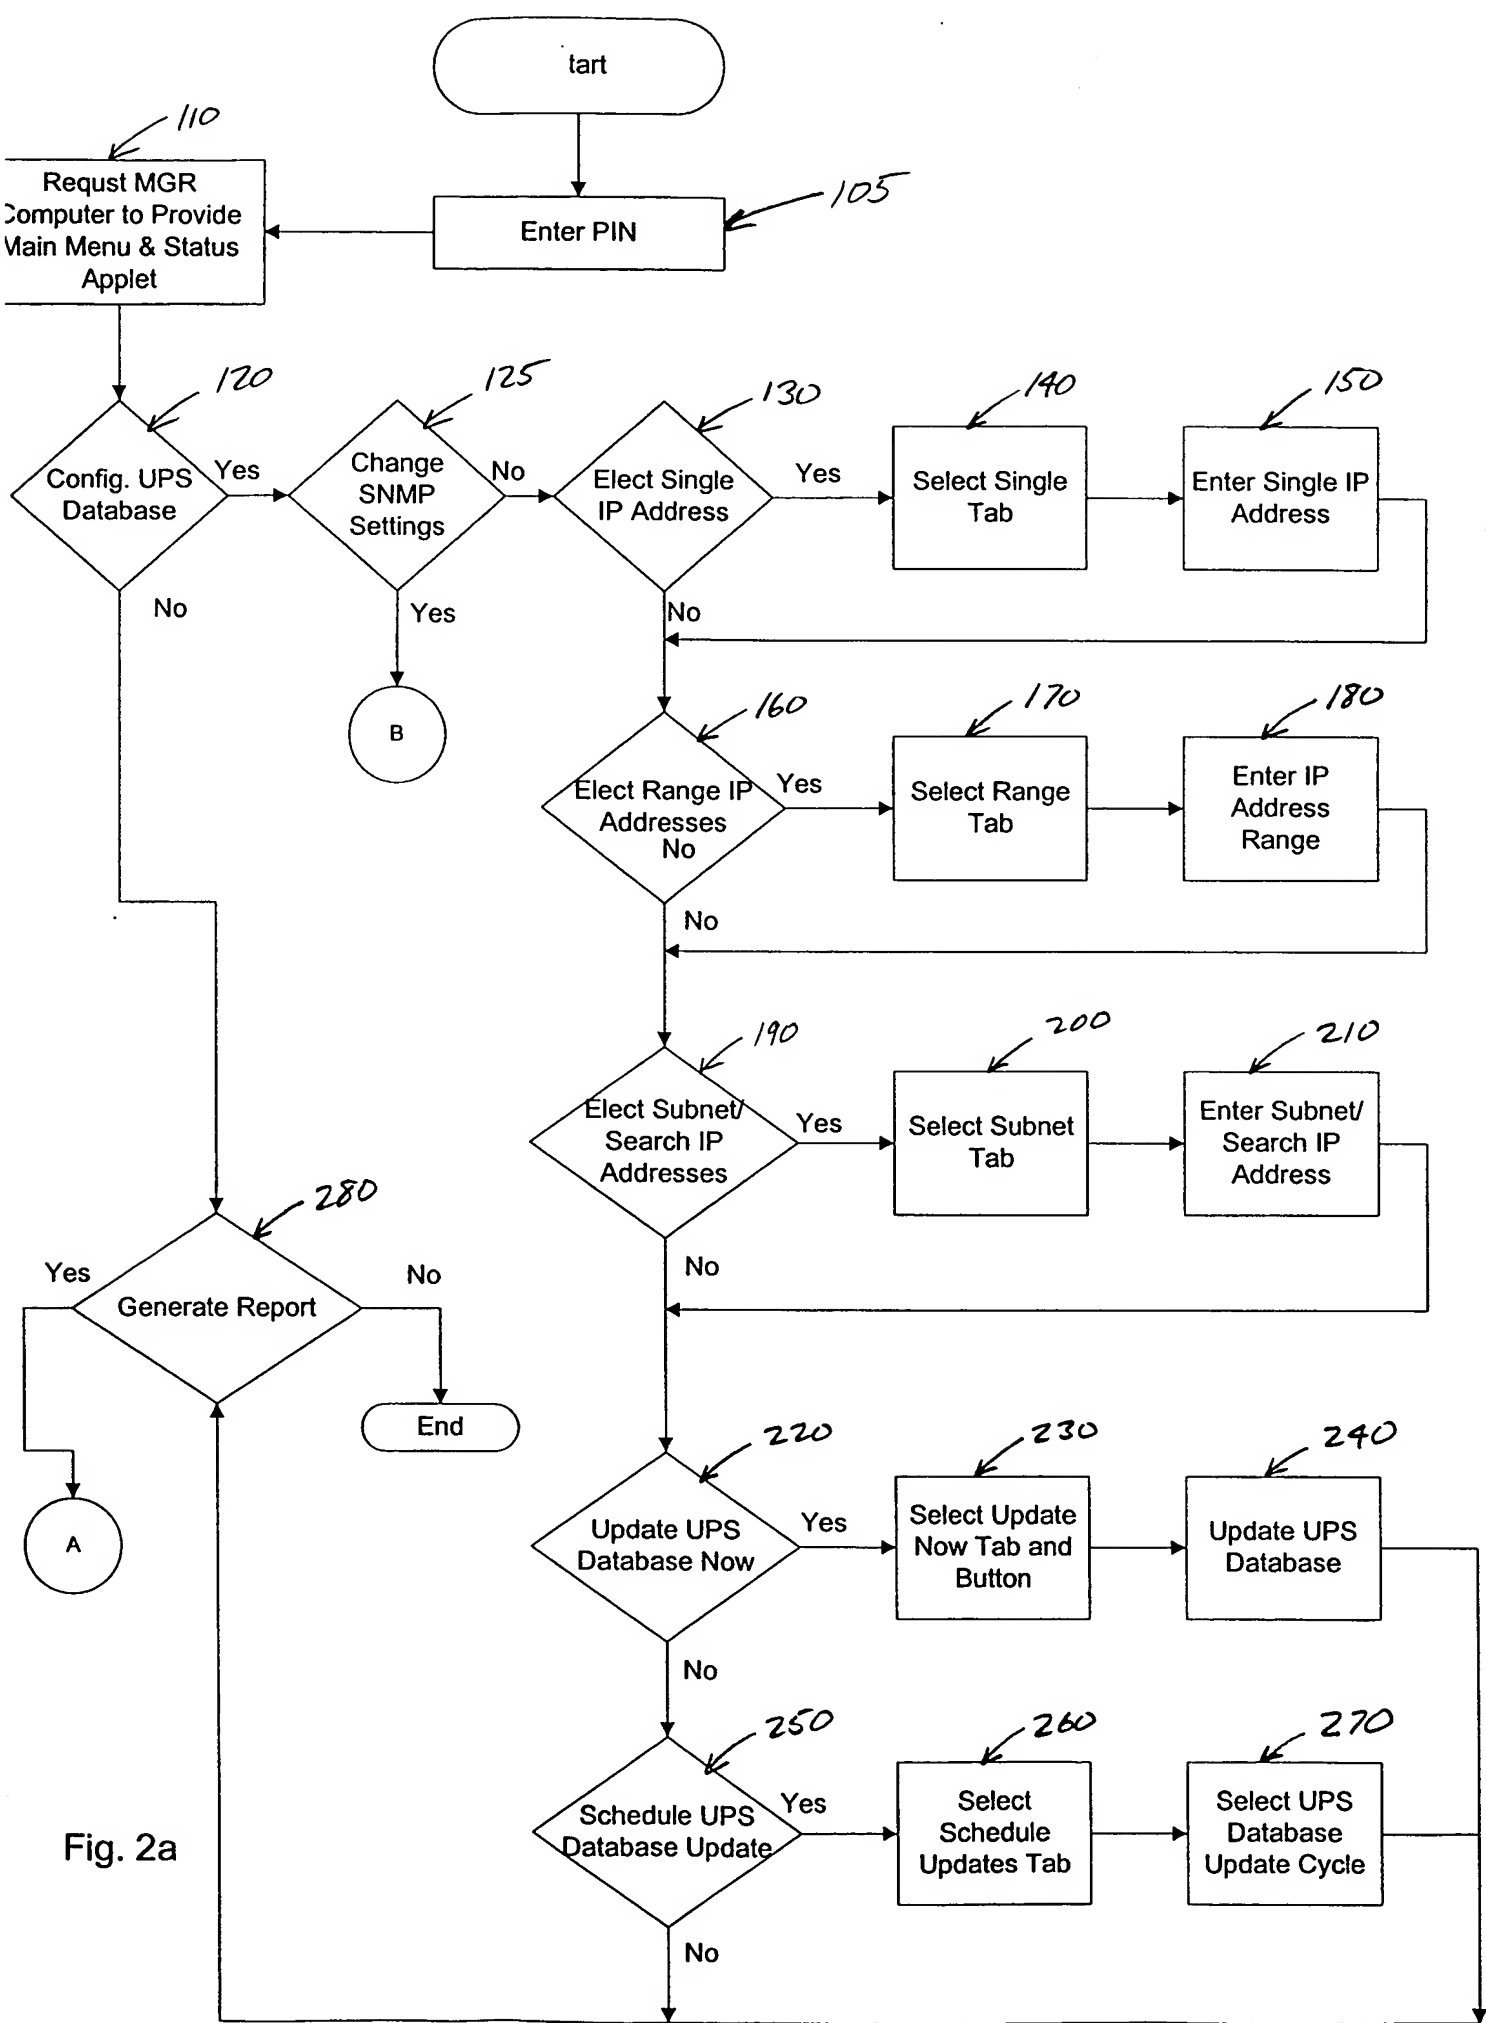 tart
110
Requst MGR
Computer to Provide
Main Menu & Status
Applet
Enter PIN
105
120
125
130
140
150
Config. UPS
Database
Yes
Change
SNMP
Settings
No
Elect Single
IP Address
Yes
Select Single
Tab
Enter Single IP
Address
No
Yes
No
B
160
170
180
Elect Range IP
Addresses
No
Yes
Select Range
Tab
Enter IP
Address
Range
No
190
200
210
Elect Subnet/
Search IP
Addresses
Yes
Select Subnet
Tab
Enter Subnet/
Search IP
Address
280
Yes
No
Generate Report
No
End
A
220
230
240
Update UPS
Database Now
Yes
Select Update
Now Tab and
Button
Update UPS
Database
No
250
260
270
Schedule UPS
Database Update
Yes
Select
Schedule
Updates Tab
Select UPS
Database
Update Cycle
Fig. 2a
No